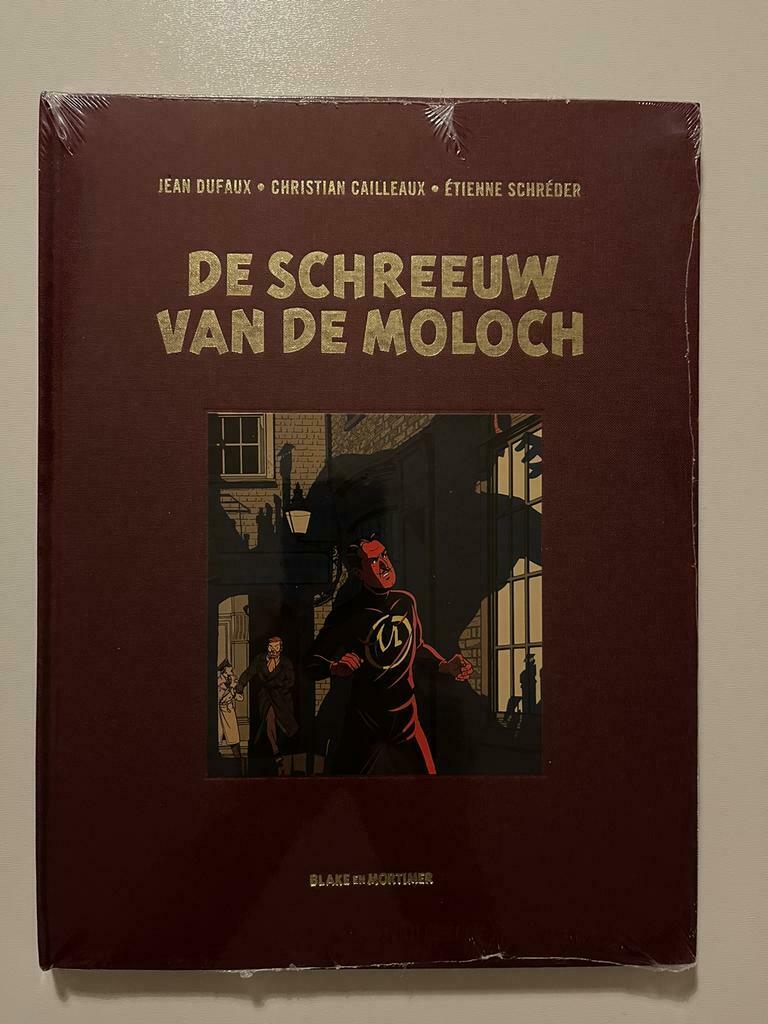 JEAN DUFAUX • CHRISTIAN CAILLEAUX • ÉTIENNE SCHRÉDER
DE SCHREEUW
VAN DE MOLOCH
BLAKE EN MORTIMER